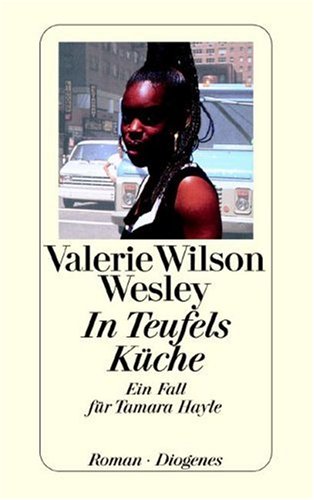 Valerie Wilson
Wesley
In Teufels
Küche
Ein Fall
für Tamara Hayle
Roman · Diogenes